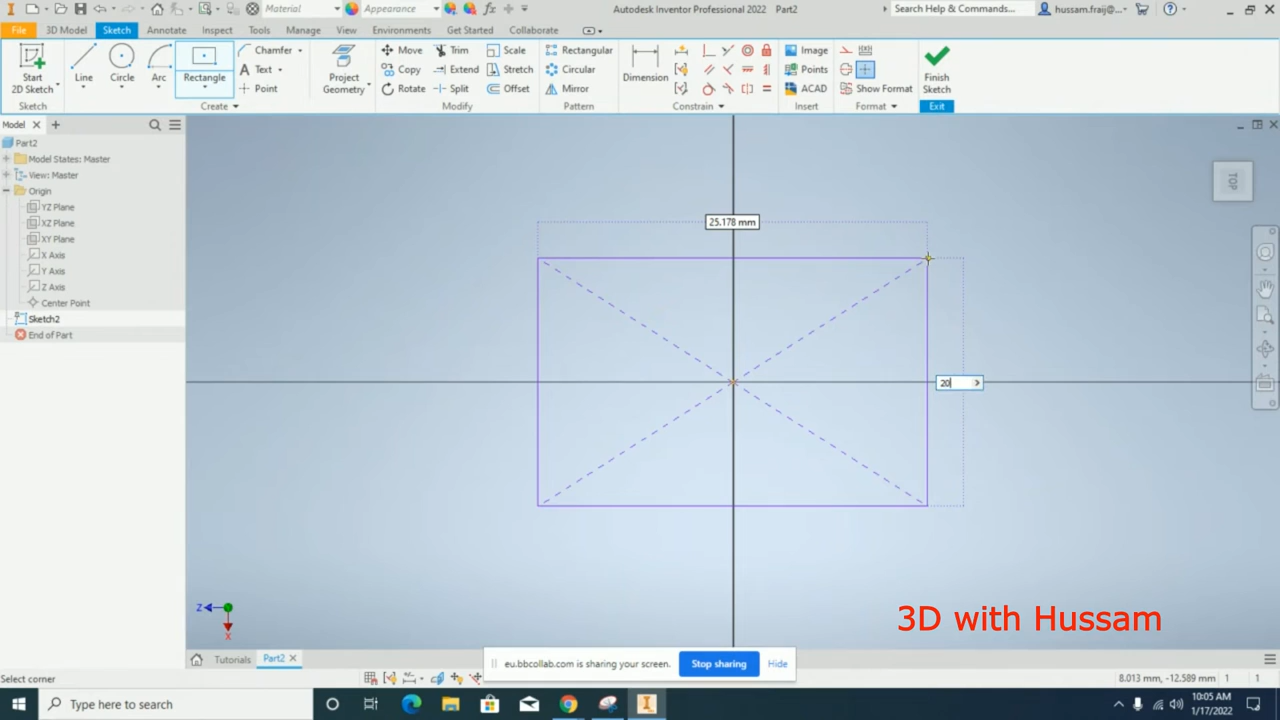 Material
Appearance
Autodesk Inventor Professional 2022 Part2
Search Help & Commands...
hussam.fraij@...
File
3D Model
Sketch
Annotate
Inspect
Tools
Manage
View
Environments
Get Started
Collaborate
Start
2D Sketch
Line
Circle
Arc
Rectangle
Chamfer
Text
Point
Project
Geometry
Move
Copy
Rotate
Trim
Extend
Split
Scale
Stretch
Offset
Rectangular
Circular
Mirror
Dimension
Image
Points
ACAD
Show Format
Finish
Sketch
Sketch
Create
Modify
Pattern
Constrain
Insert
Format
Exit
Model
Part2
Model States: Master
View: Master
Origin
YZ Plane
XZ Plane
XY Plane
X Axis
Y Axis
Z Axis
Center Point
Sketch2
End of Part
TOP
25.178 mm
20
Z
X
3D with Hussam
Tutorials
Part2
eu.bbcollab.com is sharing your screen.
Stop sharing
Hide
Select corner
8.013 mm, -12.589 mm 1 1
Type here to search
10:05 AM
1/17/2022